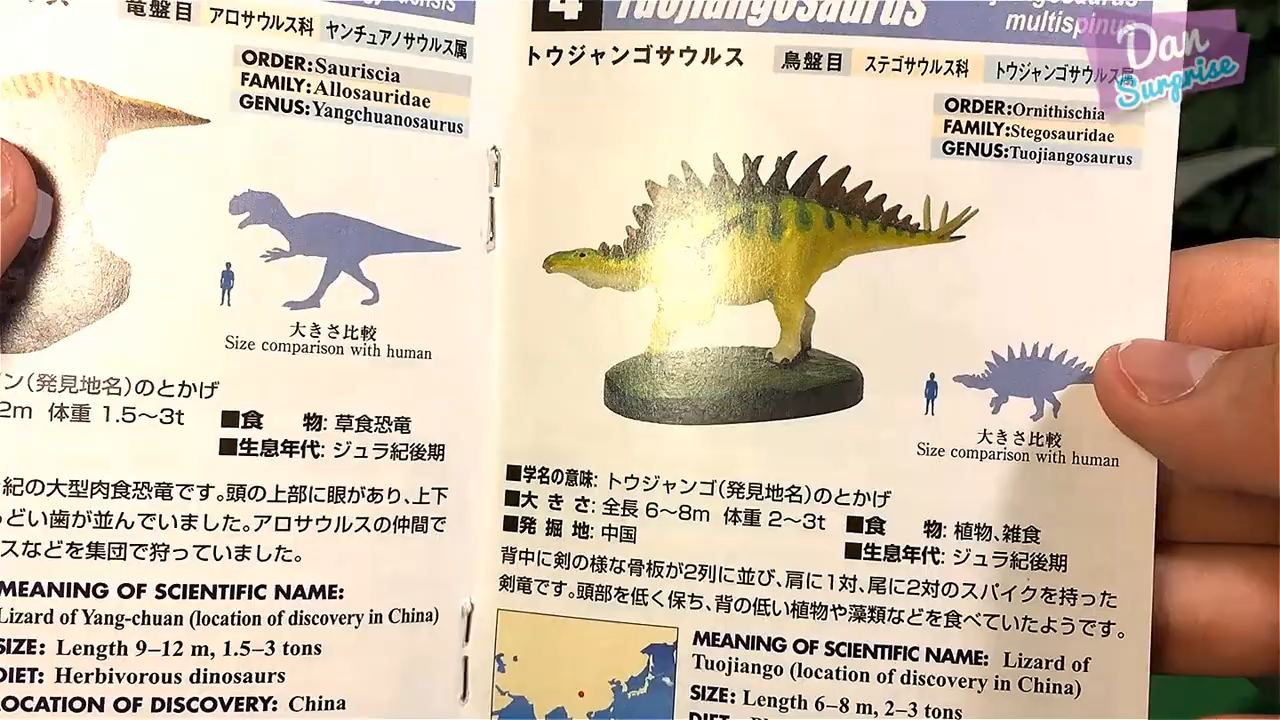 竜盤目 アロサウルス科 ヤンチュアノサウルス属
ORDER:Saurischia
FAMILY:Allosauridae
GENUS:Yangchuanosaurus
大きさ比較
Size comparison with human
ン(発見地名)のとかげ
2m 体重 1.5〜3t
■食 物: 草食恐竜
■生息年代: ジュラ紀後期
紀の大型肉食恐竜です。頭の上部に眼があり、上下
どい歯が並んでいました。アロサウルスの仲間で
スなどを集団で狩っていました。
MEANING OF SCIENTIFIC NAME:
Lizard of Yang-chuan (location of discovery in China)
SIZE: Length 9–12 m, 1.5–3 tons
DIET: Herbivorous dinosaurs
LOCATION OF DISCOVERY: China
4 Tuojiangosaurus
multispinus
Dan
Surprise
トウジャンゴサウルス 鳥盤目 ステゴサウルス科 トウジャンゴサウルス属
ORDER:Ornithischia
FAMILY:Stegosauridae
GENUS:Tuojiangosaurus
大きさ比較
Size comparison with human
■学名の意味: トウジャンゴ(発見地名)のとかげ
■大きさ: 全長 6〜8m 体重 2〜3t
■発掘地: 中国
■食 物: 植物、雑食
■生息年代: ジュラ紀後期
背中に剣の様な骨板が2列に並び、肩に1対、尾に2対のスパイクを持った
剣竜です。頭部を低く保ち、背の低い植物や藻類などを食べていたようです。
MEANING OF SCIENTIFIC NAME: Lizard of
Tuojiango (location of discovery in China)
SIZE: Length 6–8 m, 2–3 tons